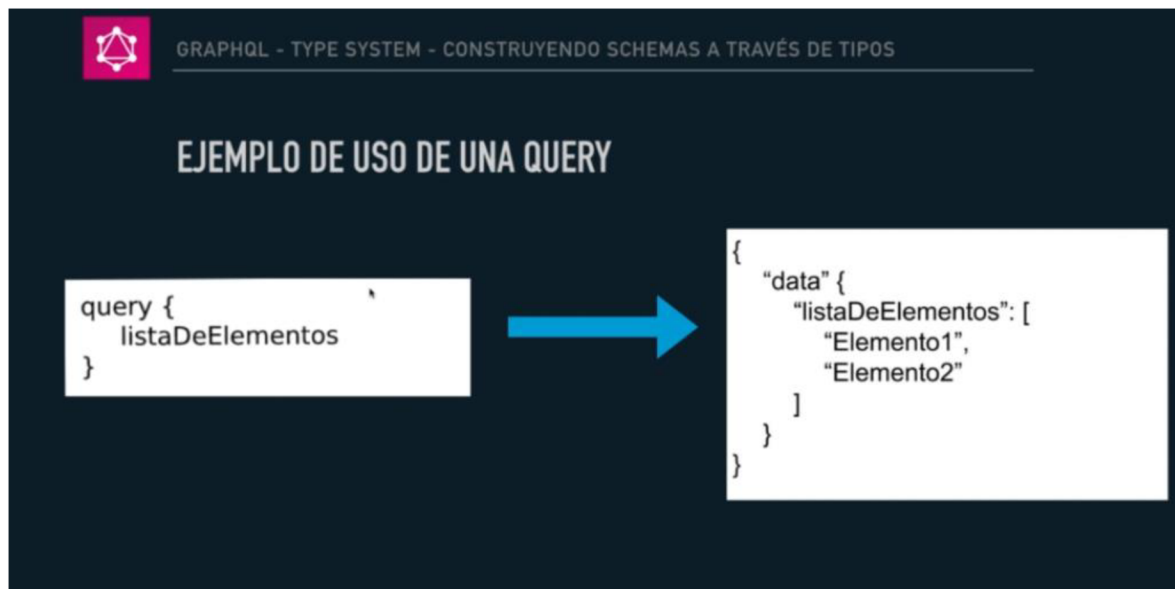 GRAPHQL - TYPE SYSTEM - CONSTRUYENDO SCHEMAS A TRAVÉS DE TIPOS
EJEMPLO DE USO DE UNA QUERY
query {
listaDeElementos
}
{
“data” {
“listaDeElementos”: [
“Elemento1”,
“Elemento2”
]
}
}